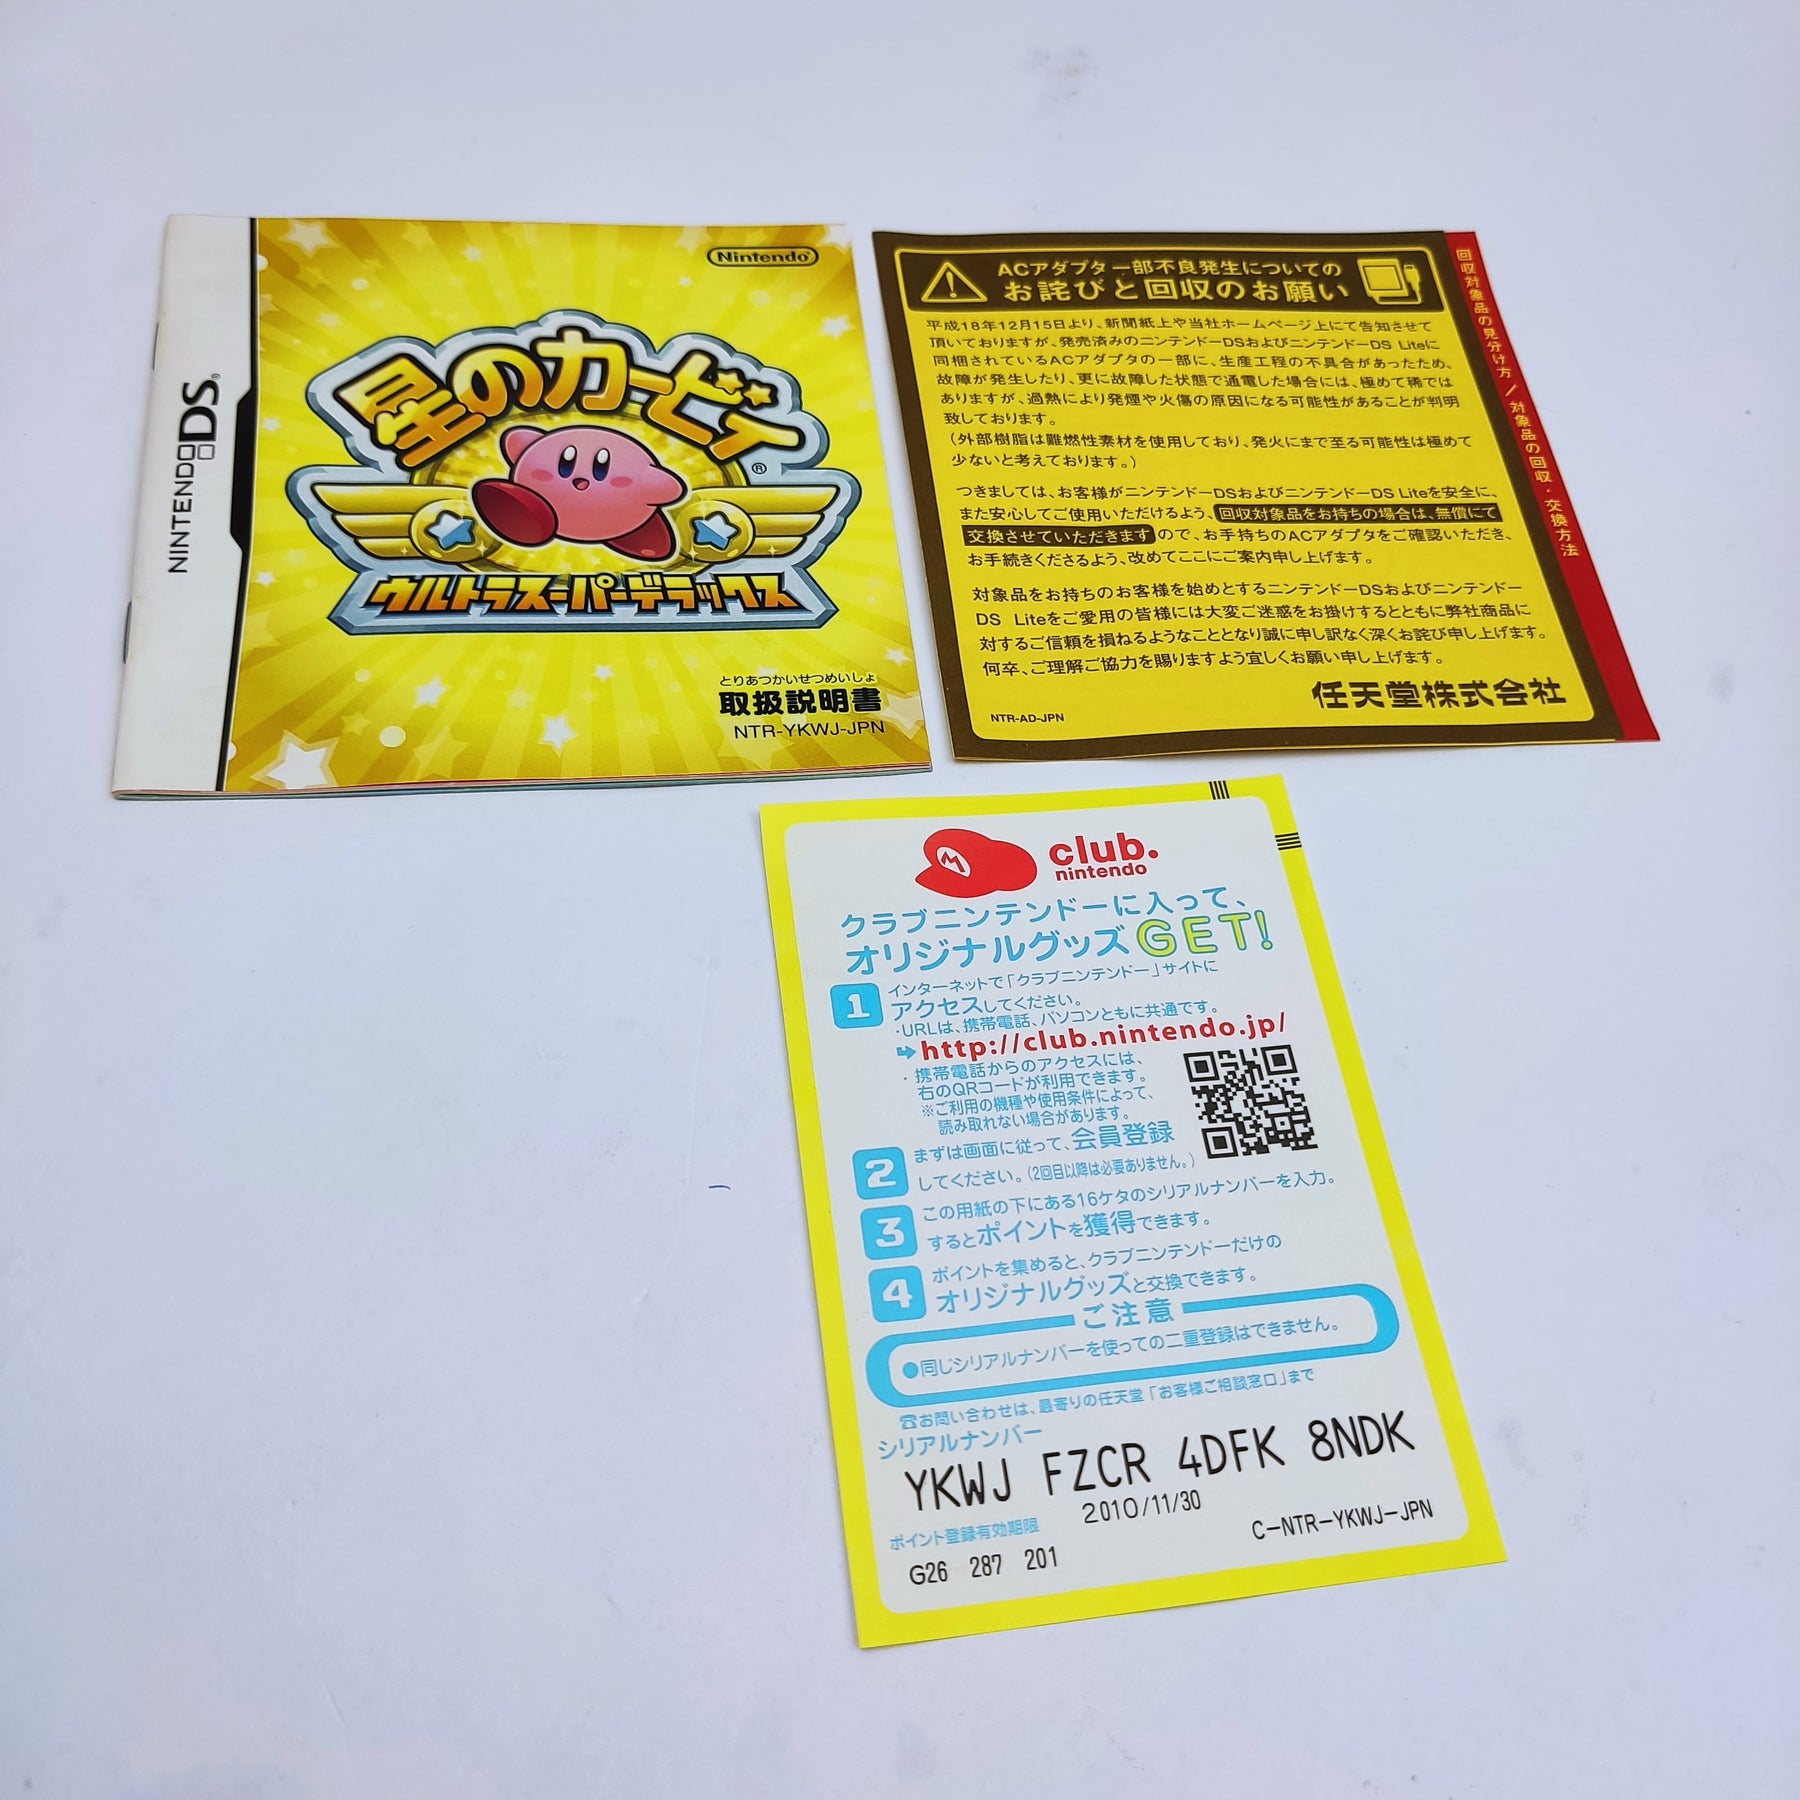 NINTENDO DS®
Nintendo®
星のカービィ®
ウルトラスーパーデラックス
とりあつかいせつめいしょ
取扱説明書
NTR-YKWJ-JPN
ACアダプタ一部不良発生についての
お詫びと回収のお願い
平成18年12月15日より、新聞紙上や当社ホームページ上にて告知させて
頂いておりますが、発売済みのニンテンドーDSおよびニンテンドーDS Liteに
同梱されているACアダプタの一部に、生産工程の不具合があったため、
故障が発生したり、更に故障した状態で通電した場合には、極めて稀では
ありますが、過熱により発煙や火傷の原因になる可能性があることが判明
致しております。
（外部樹脂は難燃性素材を使用しており、発火にまで至る可能性は極めて
少ないと考えております。）
つきましては、お客様がニンテンドーDSおよびニンテンドーDS Liteを安全に、
また安心してご使用いただけるよう、回収対象品をお持ちの場合は、無償にて
交換させていただきますので、お手持ちのACアダプタをご確認いただき、
お手続きくださるよう、改めてここにご案内申し上げます。
対象品をお持ちのお客様を始めとするニンテンドーDSおよびニンテンドー
DS Liteをご愛用の皆様には大変ご迷惑をお掛けするとともに弊社商品に
対するご信頼を損ねるようなこととなり誠に申し訳なく深くお詫び申し上げます。
何卒、ご理解ご協力を賜りますよう宜しくお願い申し上げます。
任天堂株式会社
NTR-AD-JPN
回収対象品の見分け方／対象品の回収・交換方法
M
club.
nintendo
クラブニンテンドーに入って、
オリジナルグッズGET!
1 インターネットで「クラブニンテンドー」サイトに
アクセスしてください。
・URLは、携帯電話、パソコンともに共通です。
http://club.nintendo.jp/
・携帯電話からのアクセスには、
右のQRコードが利用できます。
※ご利用の機種や使用条件によって、
読み取れない場合があります。
2 まずは画面に従って、会員登録
してください。（2回目以降は必要ありません。）
3 この用紙の下にある16ケタのシリアルナンバーを入力。
するとポイントを獲得できます。
4 ポイントを集めると、クラブニンテンドーだけの
オリジナルグッズと交換できます。
ご注意
●同じシリアルナンバーを使っての二重登録はできません。
☎お問い合わせは、最寄りの任天堂「お客様ご相談窓口」まで
シリアルナンバー
YKWJ FZCR 4DFK 8NDK
2010/11/30
ポイント登録有効期限
C-NTR-YKWJ-JPN
G26 287 201